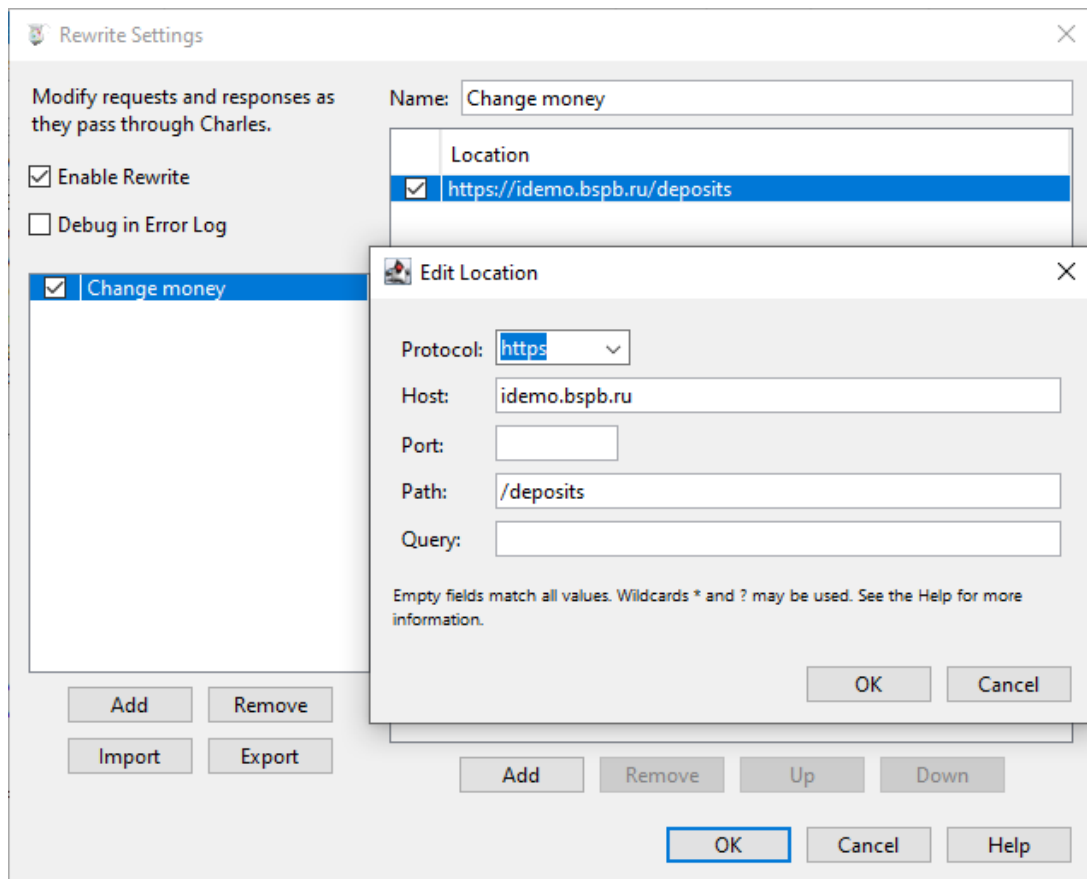 Rewrite Settings
Modify requests and responses as
they pass through Charles.
Enable Rewrite
Debug in Error Log
Change money
Add
Remove
Import
Export
Name:
Change money
Location
https://idemo.bspb.ru/deposits
Edit Location
Protocol:
https
Host:
idemo.bspb.ru
Port:
Path:
/deposits
Query:
Empty fields match all values. Wildcards * and ? may be used. See the Help for more
information.
OK
Cancel
Add
Remove
Up
Down
OK
Cancel
Help